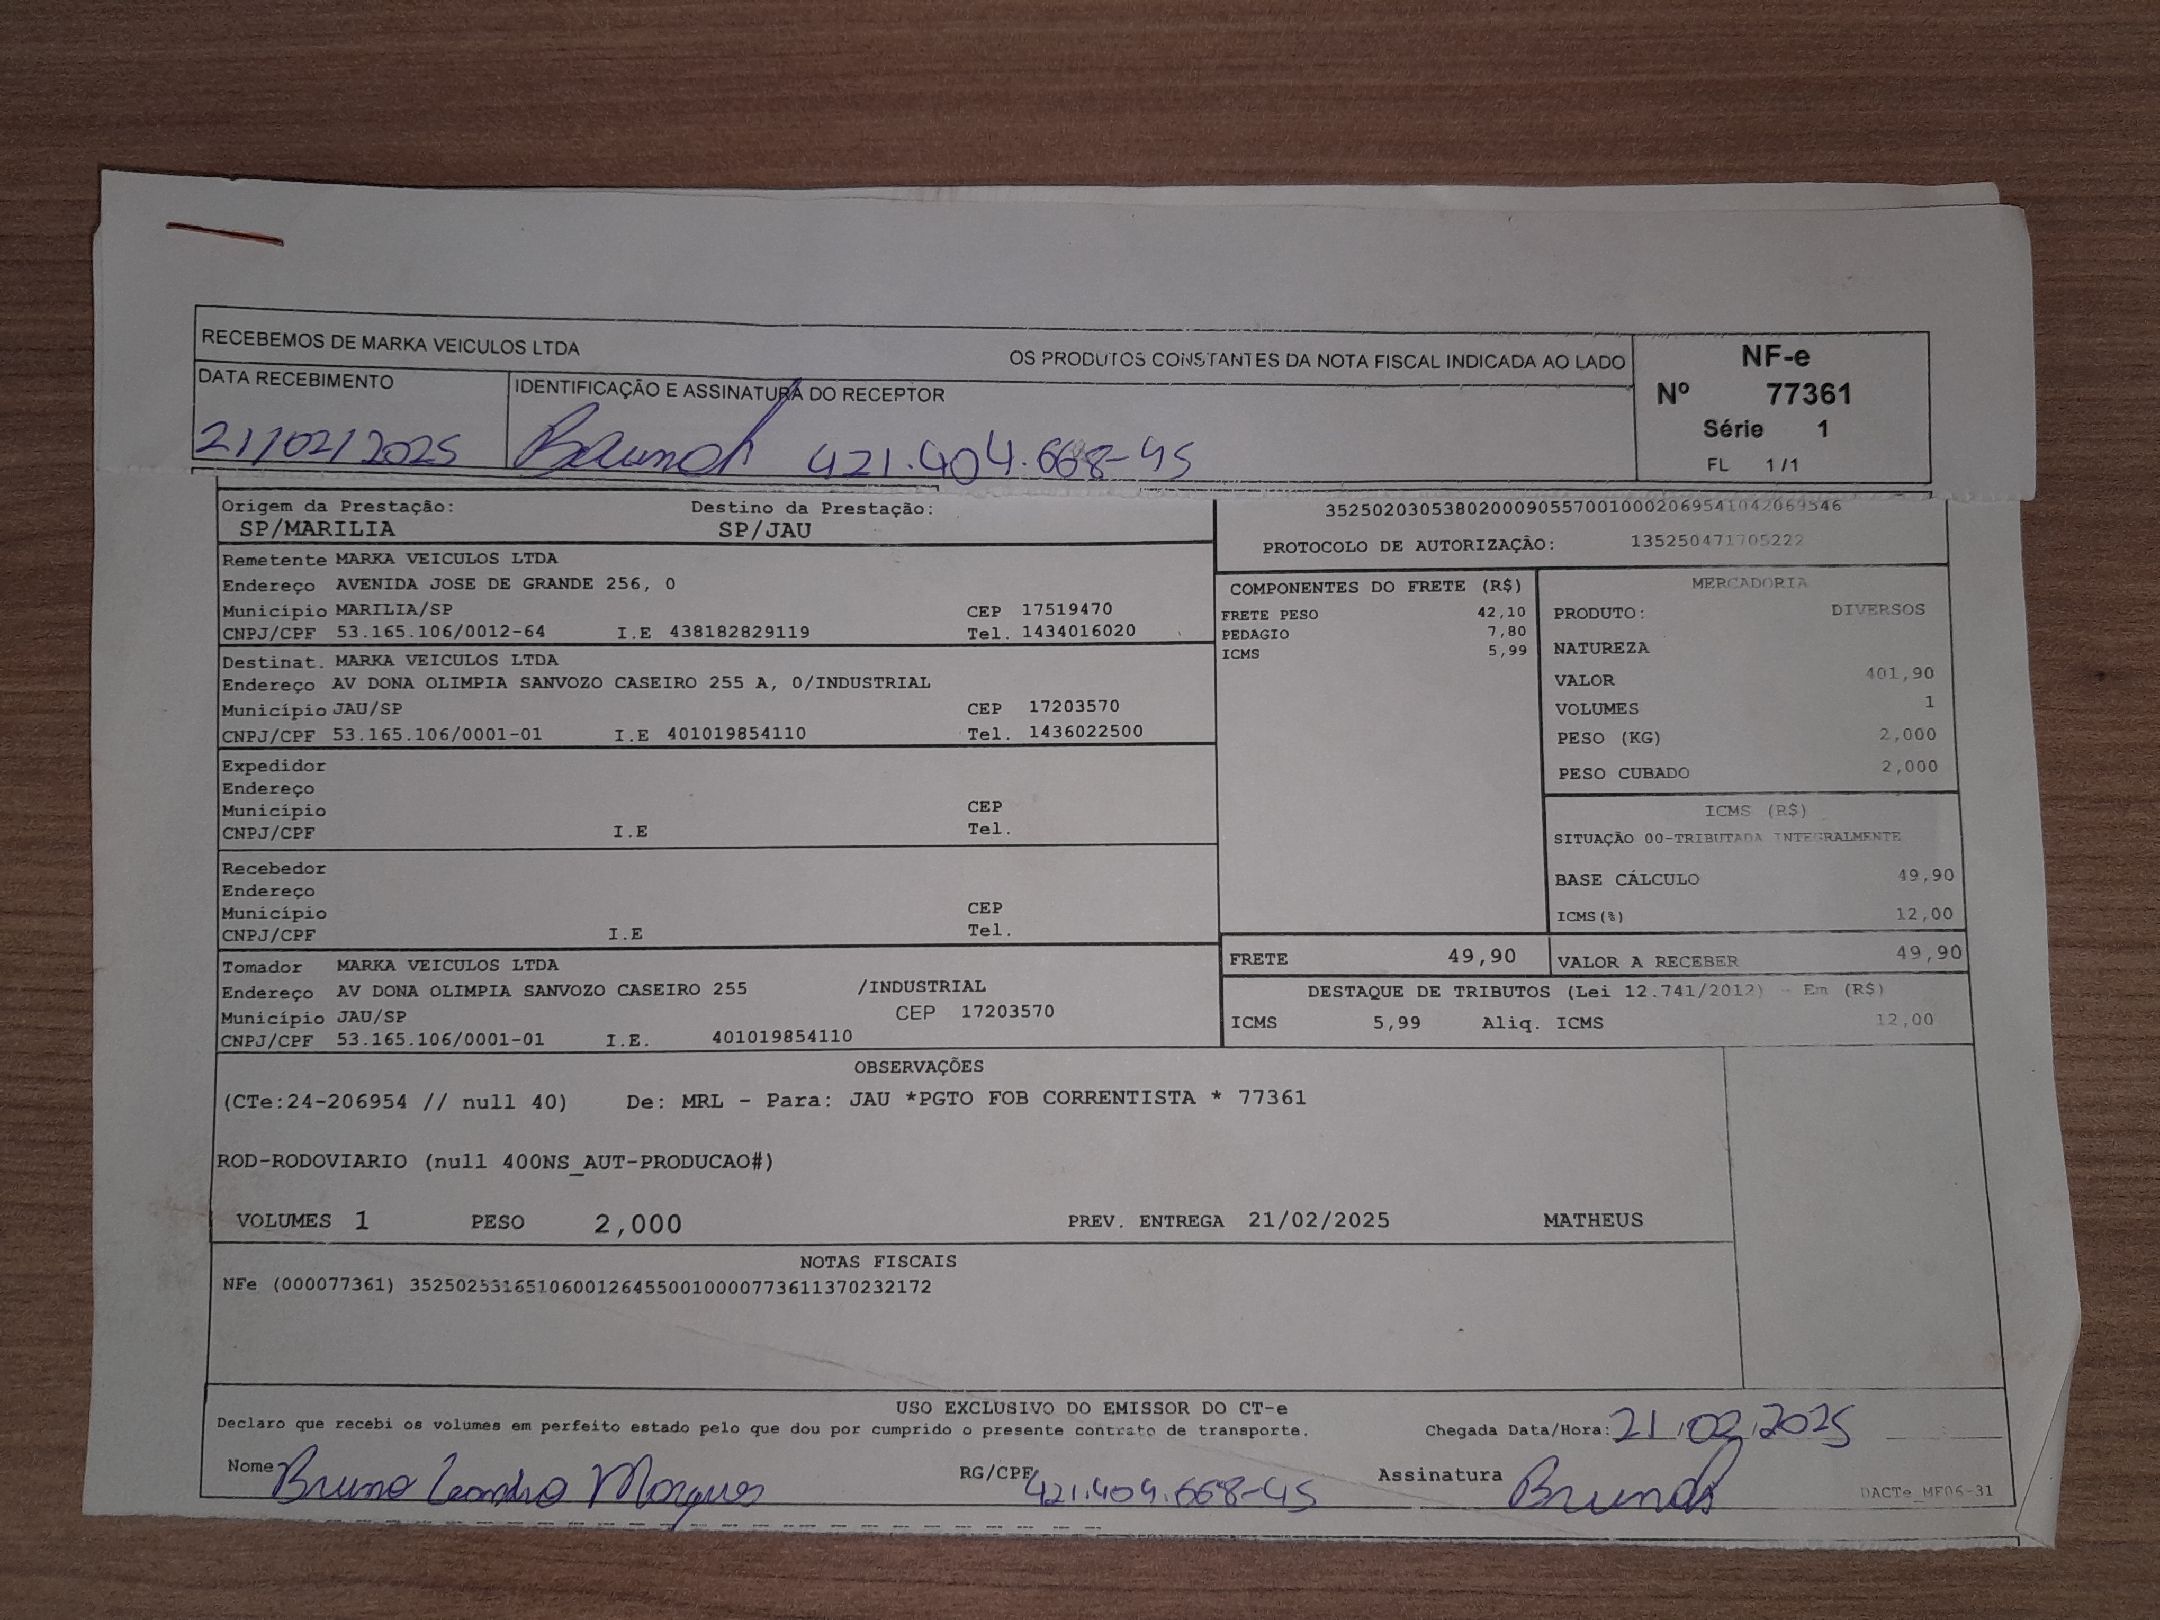 RECEBEMOS DE MARKA VEICULOS LTDA OS PRODUTOS CONSTANTES DA NOTA FISCAL INDICADA AO LADO
NF-e
Nº 77361
Série 1
FL 1/1
DATA RECEBIMENTO
21/02/2025
IDENTIFICAÇÃO E ASSINATURA DO RECEPTOR
421.404.668-45
Origem da Prestação: Destino da Prestação:
SP/MARILIA SP/JAU
Remetente MARKA VEICULOS LTDA
Endereço AVENIDA JOSE DE GRANDE 256, 0
Município MARILIA/SP CEP 17519470
CNPJ/CPF 53.165.106/0012-64 I.E 438182829119 Tel. 1434016020
Destinat. MARKA VEICULOS LTDA
Endereço AV DONA OLIMPIA SANVOZO CASEIRO 255 A, 0/INDUSTRIAL
Município JAU/SP CEP 17203570
CNPJ/CPF 53.165.106/0001-01 I.E 401019854110 Tel. 1436022500
Expedidor
Endereço
Município CEP
CNPJ/CPF I.E Tel.
Recebedor
Endereço
Município CEP
CNPJ/CPF I.E Tel.
Tomador MARKA VEICULOS LTDA
Endereço AV DONA OLIMPIA SANVOZO CASEIRO 255 /INDUSTRIAL
Município JAU/SP CEP 17203570
CNPJ/CPF 53.165.106/0001-01 I.E. 401019854110
35250203053802000905570010002069541042069546
PROTOCOLO DE AUTORIZAÇÃO: 135250471705222
COMPONENTES DO FRETE (R$)
FRETE PESO 42,10
PEDAGIO 7,80
ICMS 5,99
MERCADORIA
PRODUTO: DIVERSOS
NATUREZA
VALOR 401,90
VOLUMES 1
PESO (KG) 2,000
PESO CUBADO 2,000
ICMS (R$)
SITUAÇÃO 00-TRIBUTADA INTEGRALMENTE
BASE CÁLCULO 49,90
ICMS(%) 12,00
FRETE 49,90 VALOR A RECEBER 49,90
DESTAQUE DE TRIBUTOS (Lei 12.741/2012) - Em (R$)
ICMS 5,99 Aliq. ICMS 12,00
OBSERVAÇÕES
(CTe:24-206954 // null 40) De: MRL - Para: JAU *PGTO FOB CORRENTISTA * 77361
ROD-RODOVIARIO (null 400NS_AUT-PRODUCAO#)
VOLUMES 1 PESO 2,000 PREV. ENTREGA 21/02/2025 MATHEUS
NOTAS FISCAIS
NFe (000077361) 35250253165106001264550010000773611370232172
USO EXCLUSIVO DO EMISSOR DO CT-e
Declaro que recebi os volumes em perfeito estado pelo que dou por cumprido o presente contrato de transporte. Chegada Data/Hora: 21/02/2025
Nome Bruno Leandro Marques RG/CPF 421.404.668-45 Assinatura
DACTe_MF06-31